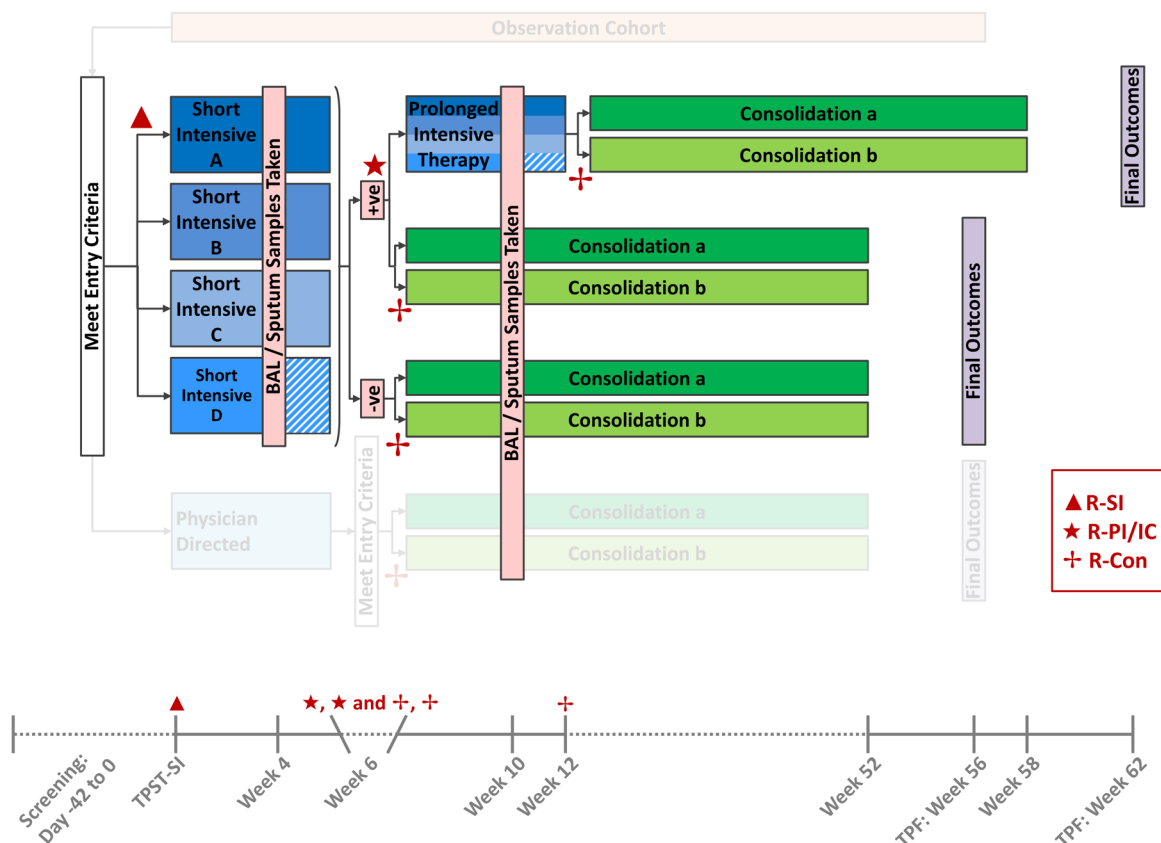 Observation Cohort
Meet Entry Criteria
Short
Intensive
A
Short
Intensive
B
Short
Intensive
C
Short
Intensive
D
BAL / Sputum Samples Taken
+ve
-ve
Prolonged
Intensive
Therapy
Consolidation a
Consolidation b
Consolidation a
Consolidation b
Consolidation a
Consolidation b
BAL / Sputum Samples Taken
Final Outcomes
Final Outcomes
Physician
Directed
Meet Entry Criteria
Consolidation a
Consolidation b
Final Outcomes
R-SI
R-PI/IC
R-Con
★, ★ and ✢, ✢
Screening:
Day -42 to 0
TPST-SI
Week 4
Week 6
Week 10
Week 12
Week 52
TPF: Week 56
Week 58
TPF: Week 62